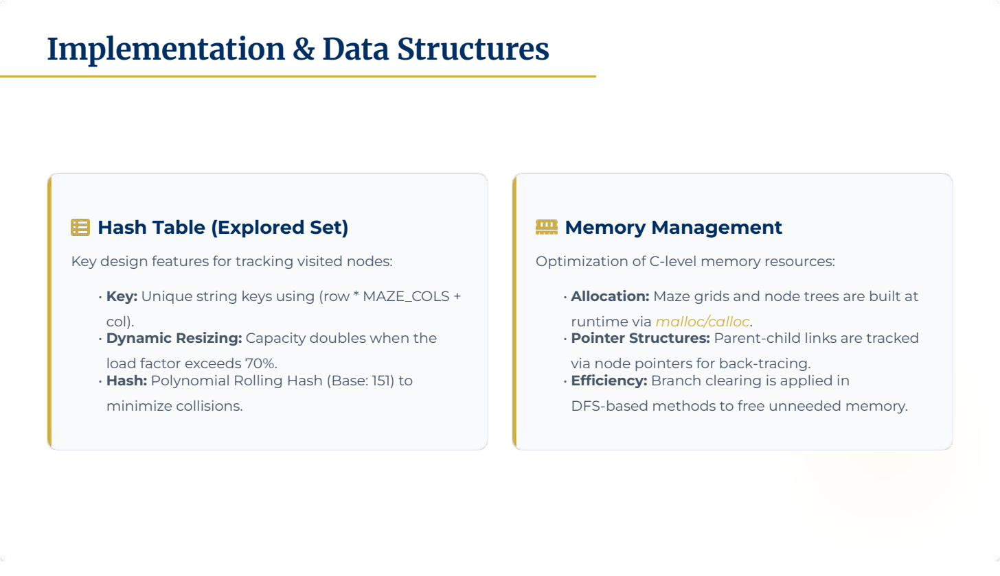 Implementation & Data Structures
Hash Table (Explored Set)
Key design features for tracking visited nodes:
· Key: Unique string keys using (row * MAZE_COLS +
col).
· Dynamic Resizing: Capacity doubles when the
load factor exceeds 70%.
· Hash: Polynomial Rolling Hash (Base: 151) to
minimize collisions.
Memory Management
Optimization of C-level memory resources:
· Allocation: Maze grids and node trees are built at
runtime via malloc/calloc.
· Pointer Structures: Parent-child links are tracked
via node pointers for back-tracing.
· Efficiency: Branch clearing is applied in
DFS-based methods to free unneeded memory.